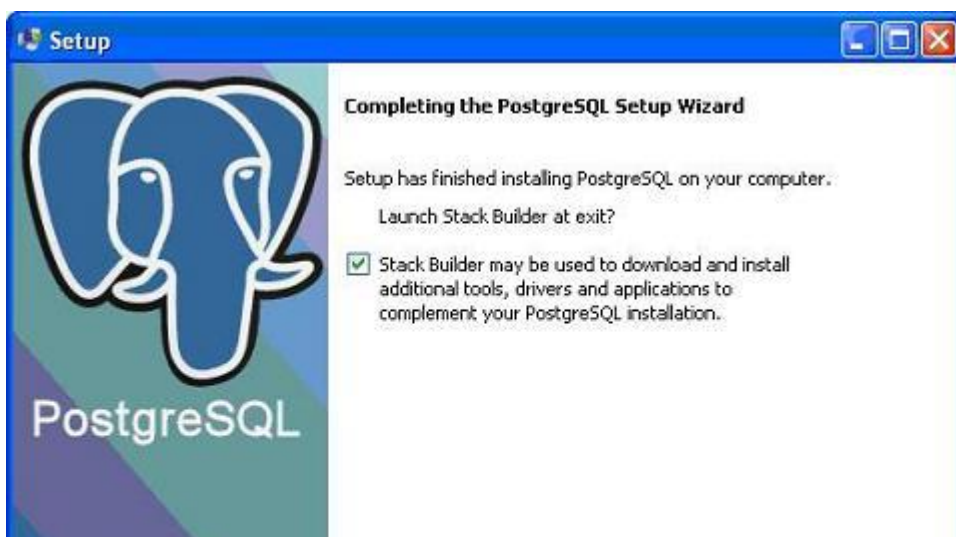 Setup
Completing the PostgreSQL Setup Wizard
Setup has finished installing PostgreSQL on your computer.
Launch Stack Builder at exit?
Stack Builder may be used to download and install
additional tools, drivers and applications to
complement your PostgreSQL installation.
PostgreSQL